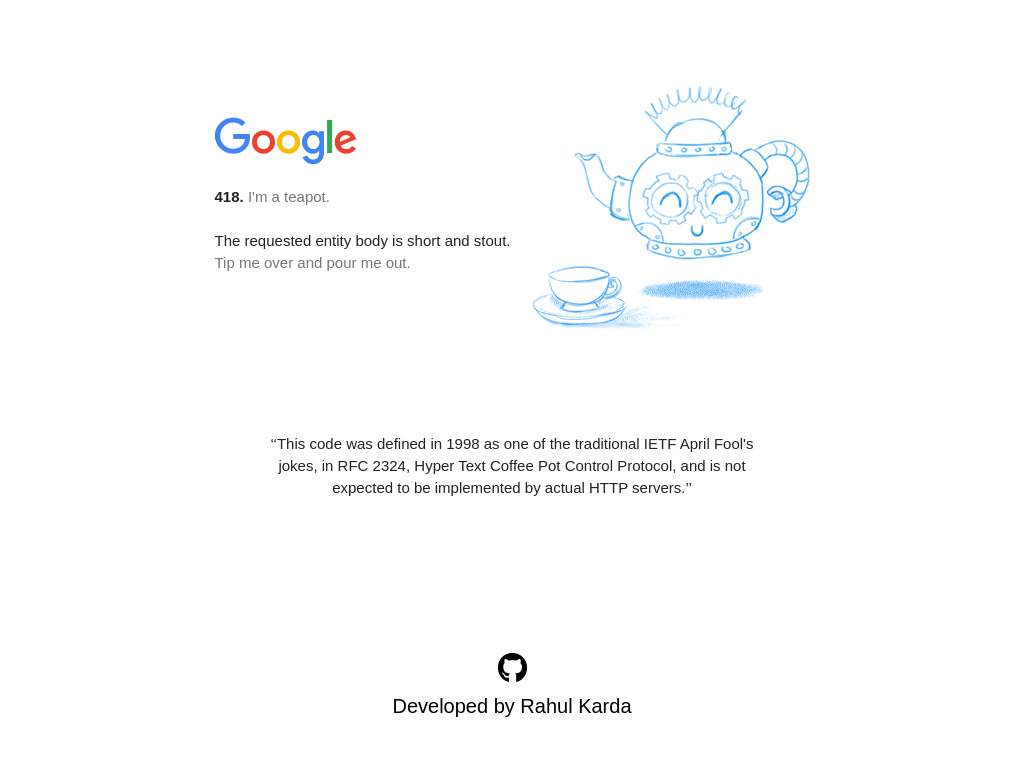 Google
418. I'm a teapot.
The requested entity body is short and stout.
Tip me over and pour me out.
‘‘This code was defined in 1998 as one of the traditional IETF April Fool's
jokes, in RFC 2324, Hyper Text Coffee Pot Control Protocol, and is not
expected to be implemented by actual HTTP servers.’’
Developed by Rahul Karda